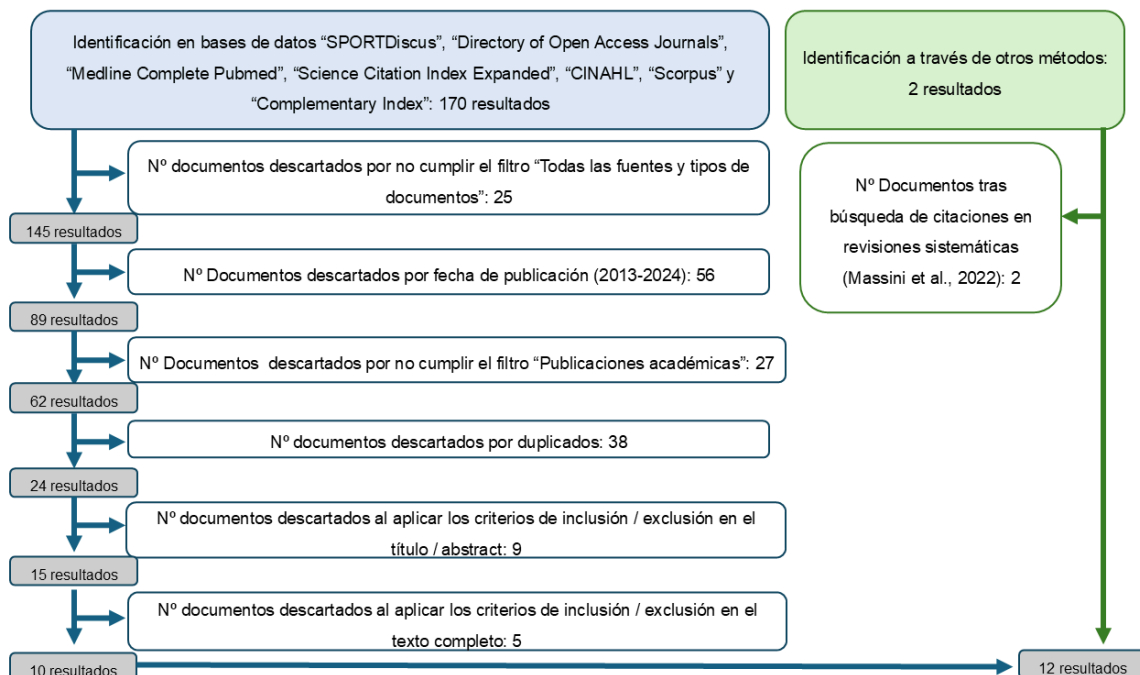 Identificación en bases de datos “SPORTDiscus”, “Directory of Open Access Journals”,
“Medline Complete Pubmed”, “Science Citation Index Expanded”, “CINAHL”, “Scorpus” y
“Complementary Index”: 170 resultados
Identificación a través de otros métodos:
2 resultados
Nº documentos descartados por no cumplir el filtro “Todas las fuentes y tipos de
documentos”: 25
Nº Documentos tras
búsqueda de citaciones en
revisiones sistemáticas
(Massini et al., 2022): 2
145 resultados
Nº Documentos descartados por fecha de publicación (2013-2024): 56
89 resultados
Nº Documentos descartados por no cumplir el filtro “Publicaciones académicas”: 27
62 resultados
Nº documentos descartados por duplicados: 38
24 resultados
Nº documentos descartados al aplicar los criterios de inclusión / exclusión en el
título / abstract: 9
15 resultados
Nº documentos descartados al aplicar los criterios de inclusión / exclusión en el
texto completo: 5
10 resultados
12 resultados